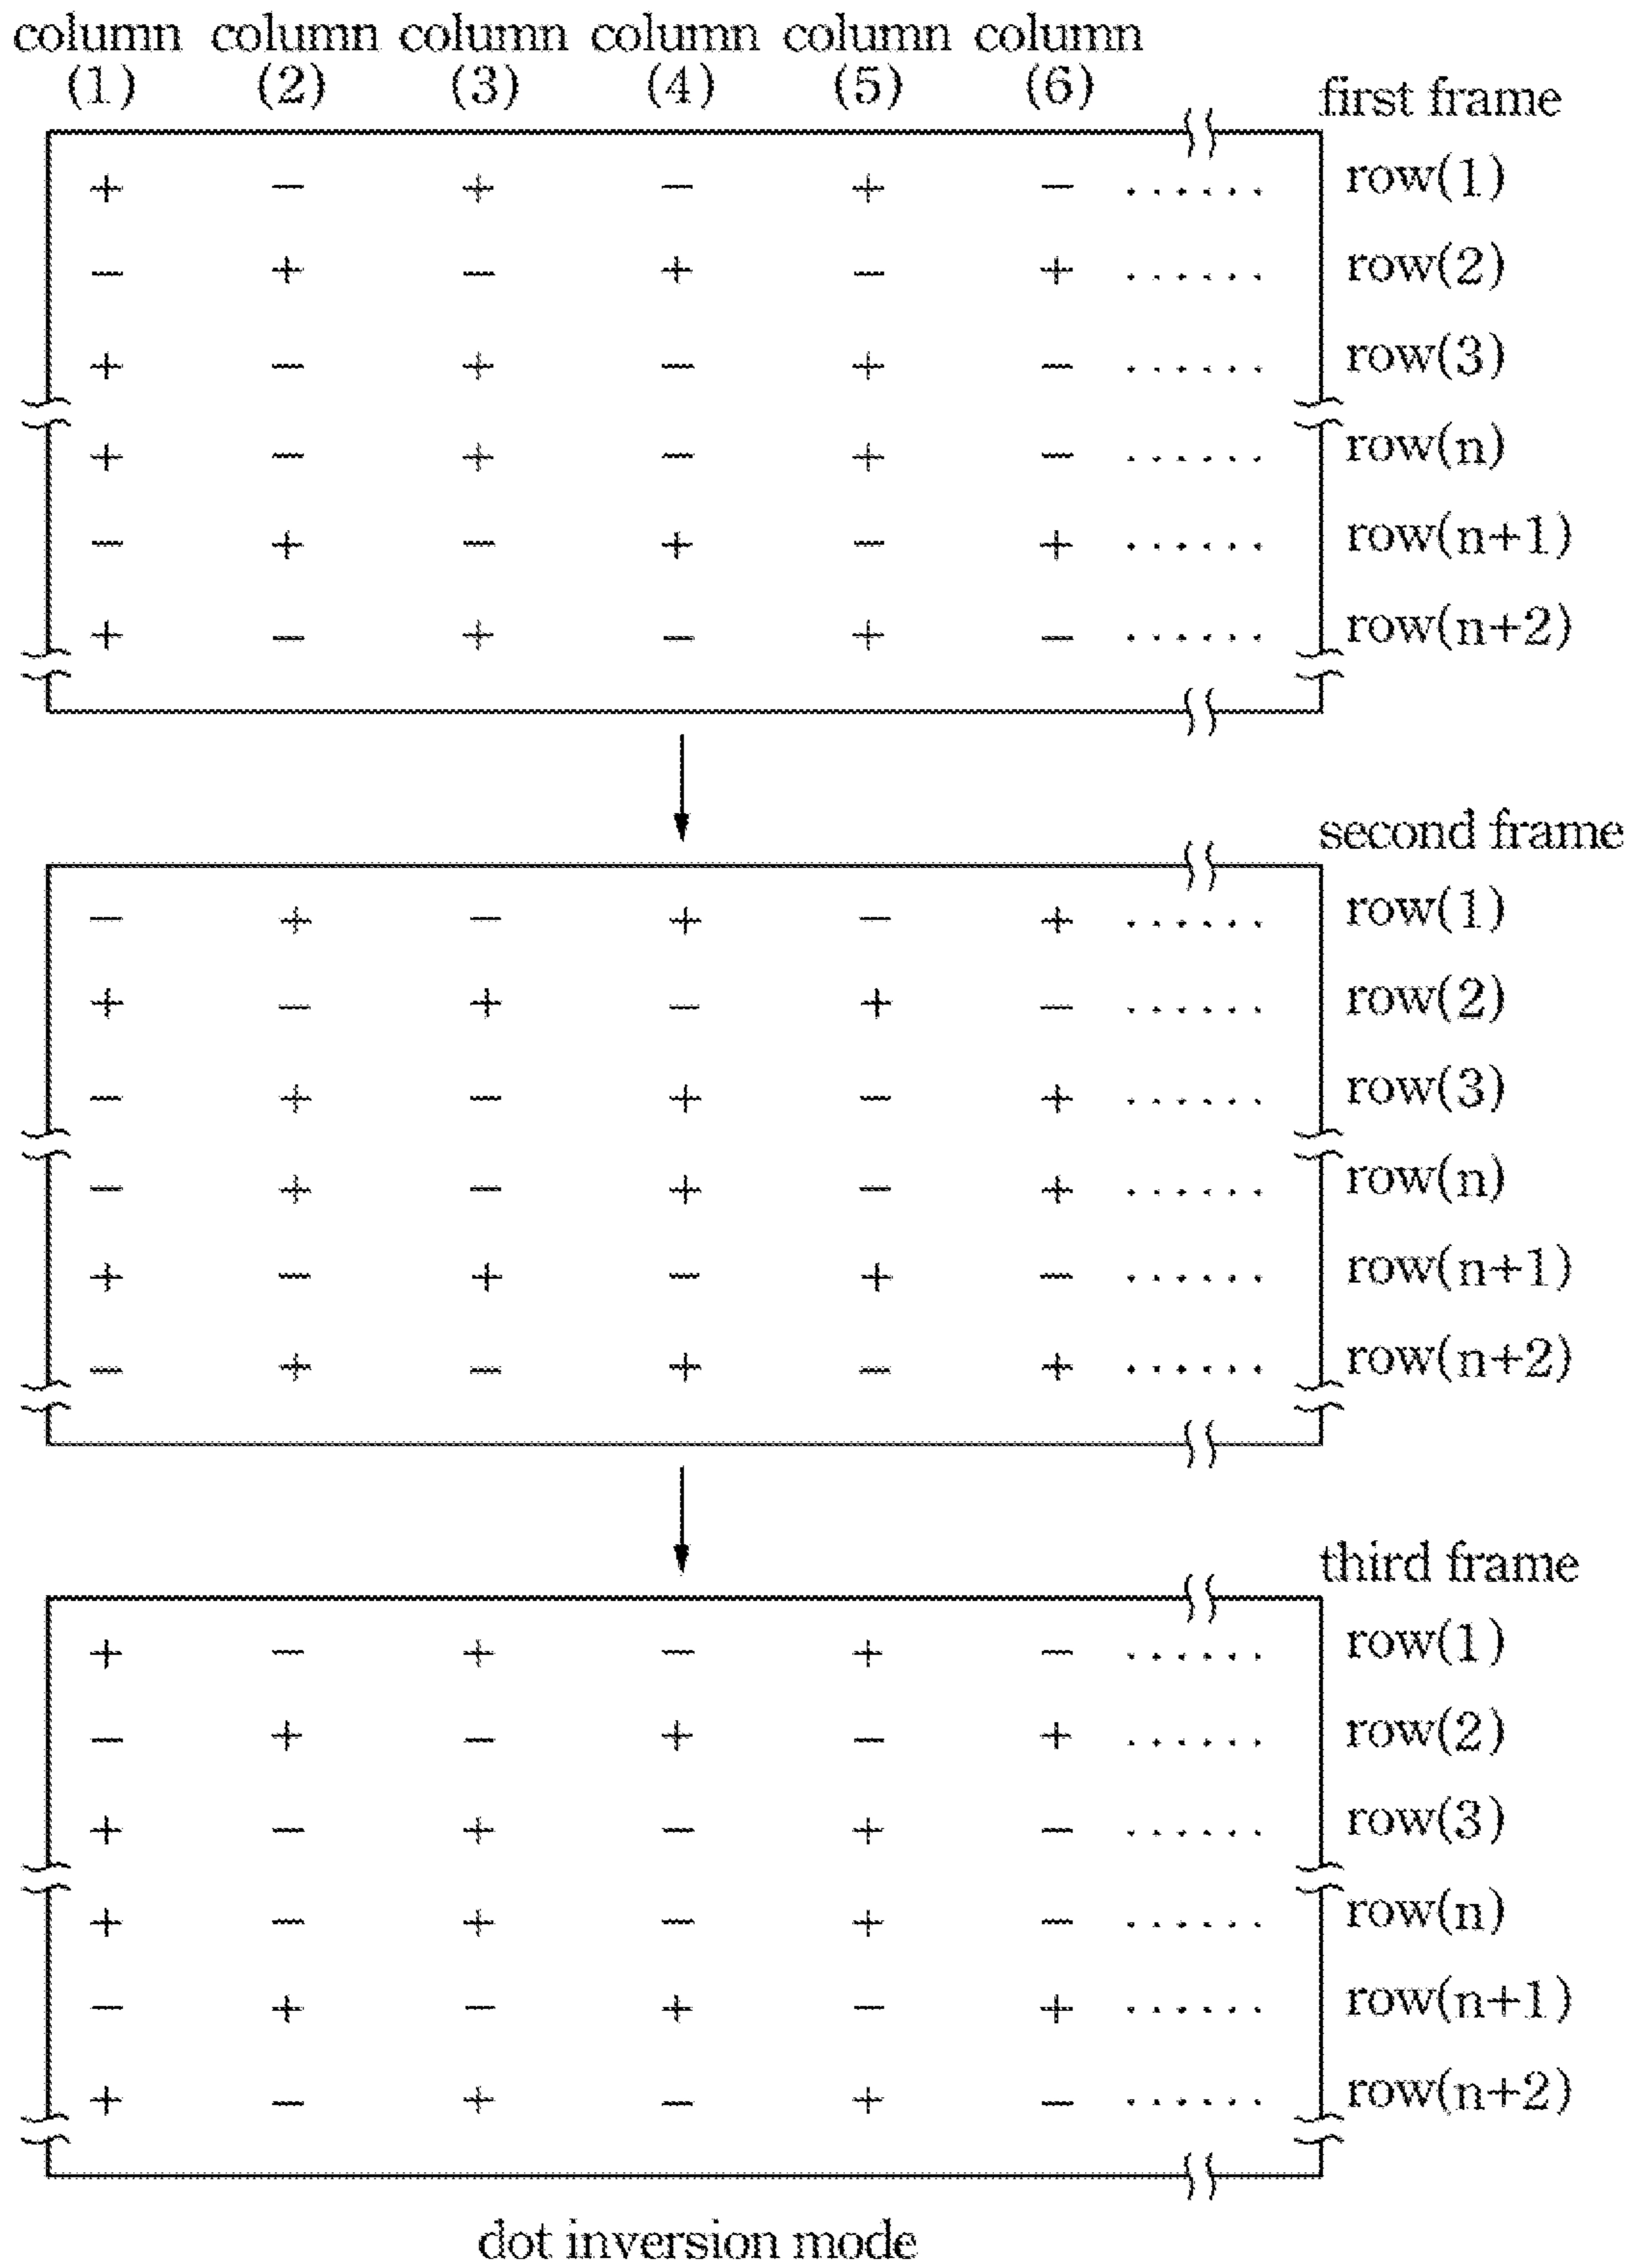 column column column column column column
(1) (2) (3) (4) (5) (6)
first frame
+ − + − + − ...... row(1)
− + − + − + ...... row(2)
+ − + − + − ...... row(3)
+ − + − + − ...... row(n)
− + − + − + ...... row(n+1)
+ − + − + − ...... row(n+2)
second frame
− + − + − + ...... row(1)
+ − + − + − ...... row(2)
− + − + − + ...... row(3)
− + − + − + ...... row(n)
+ − + − + − ...... row(n+1)
− + − + − + ...... row(n+2)
third frame
+ − + − + − ...... row(1)
− + − + − + ...... row(2)
+ − + − + − ...... row(3)
+ − + − + − ...... row(n)
− + − + − + ...... row(n+1)
+ − + − + − ...... row(n+2)
dot inversion mode